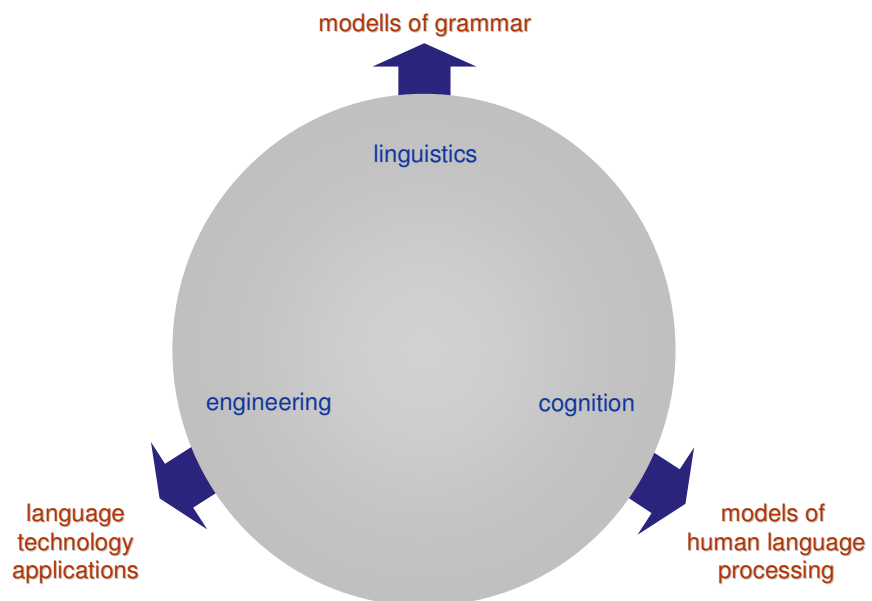 modells of grammar
linguistics
engineering
cognition
language
technology
applications
models of
human language
processing